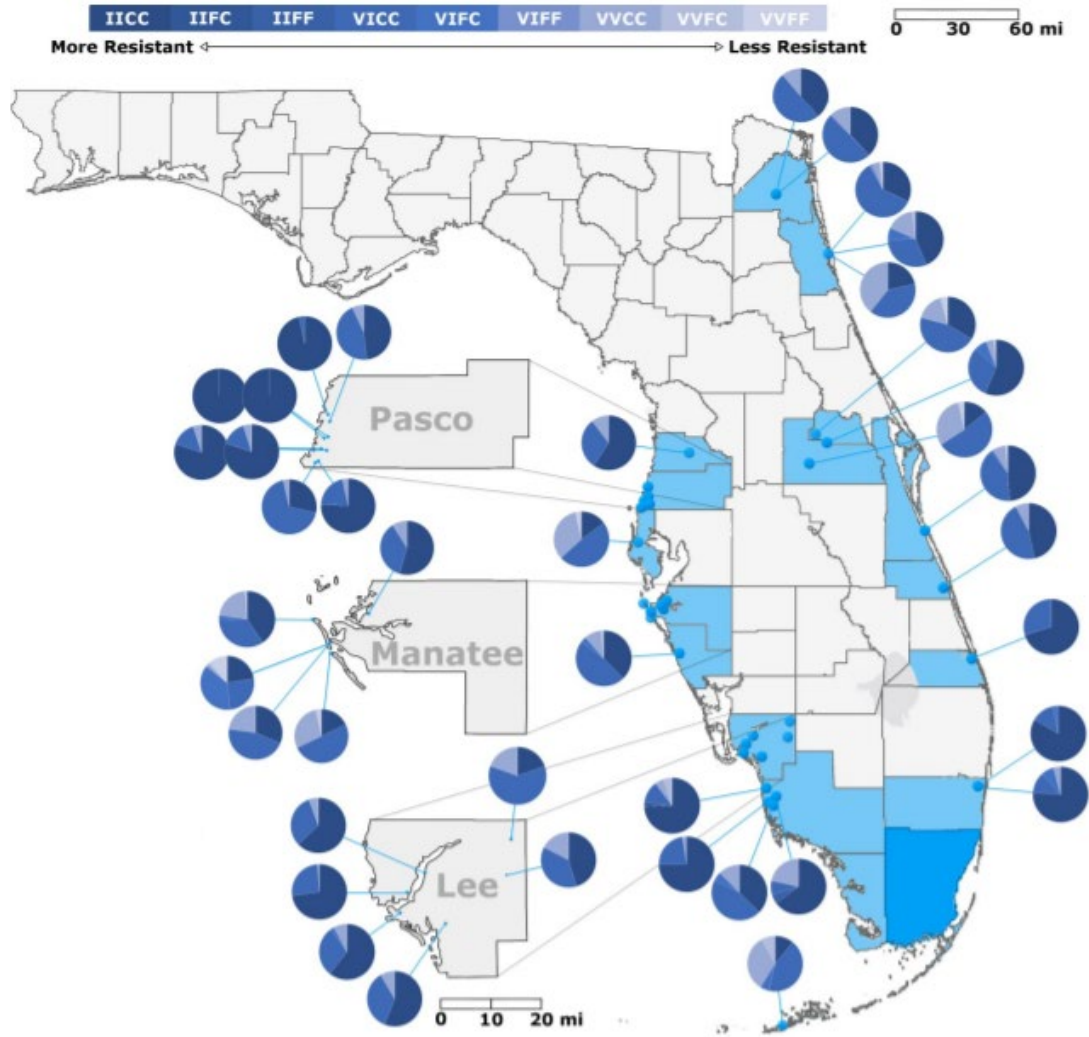 IICC IIFC IIFF VICC VIFC VIFF VVCC VVFC VVFF
More Resistant Less Resistant
0 30 60 mi
Pasco
Manatee
Lee
0 10 20 mi